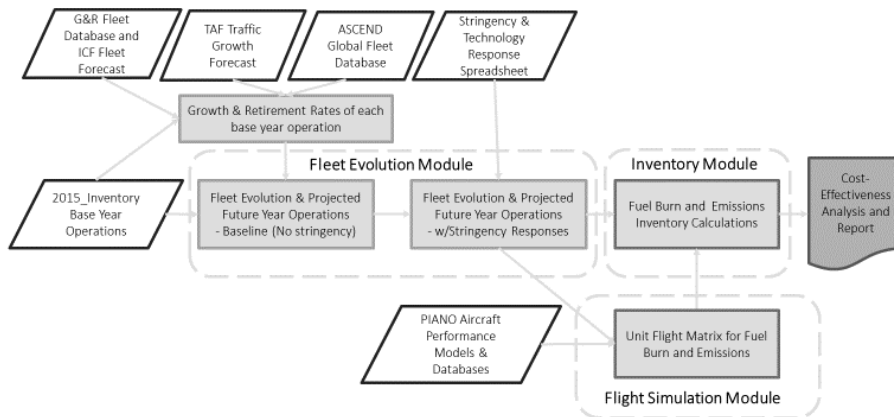 G&R Fleet
Database and
ICF Fleet
Forecast
TAF Traffic
Growth
Forecast
ASCEND
Global Fleet
Database
Stringency &
Technology
Response
Spreadsheet
Growth & Retirement Rates of each
base year operation
Fleet Evolution Module
Inventory Module
2015_Inventory
Base Year
Operations
Fleet Evolution & Projected
Future Year Operations
- Baseline (No stringency)
Fleet Evolution & Projected
Future Year Operations
- w/Stringency Responses
Fuel Burn and Emissions
Inventory Calculations
Cost-
Effectiveness
Analysis and
Report
PIANO Aircraft
Performance
Models &
Databases
Unit Flight Matrix for Fuel
Burn and Emissions
Flight Simulation Module